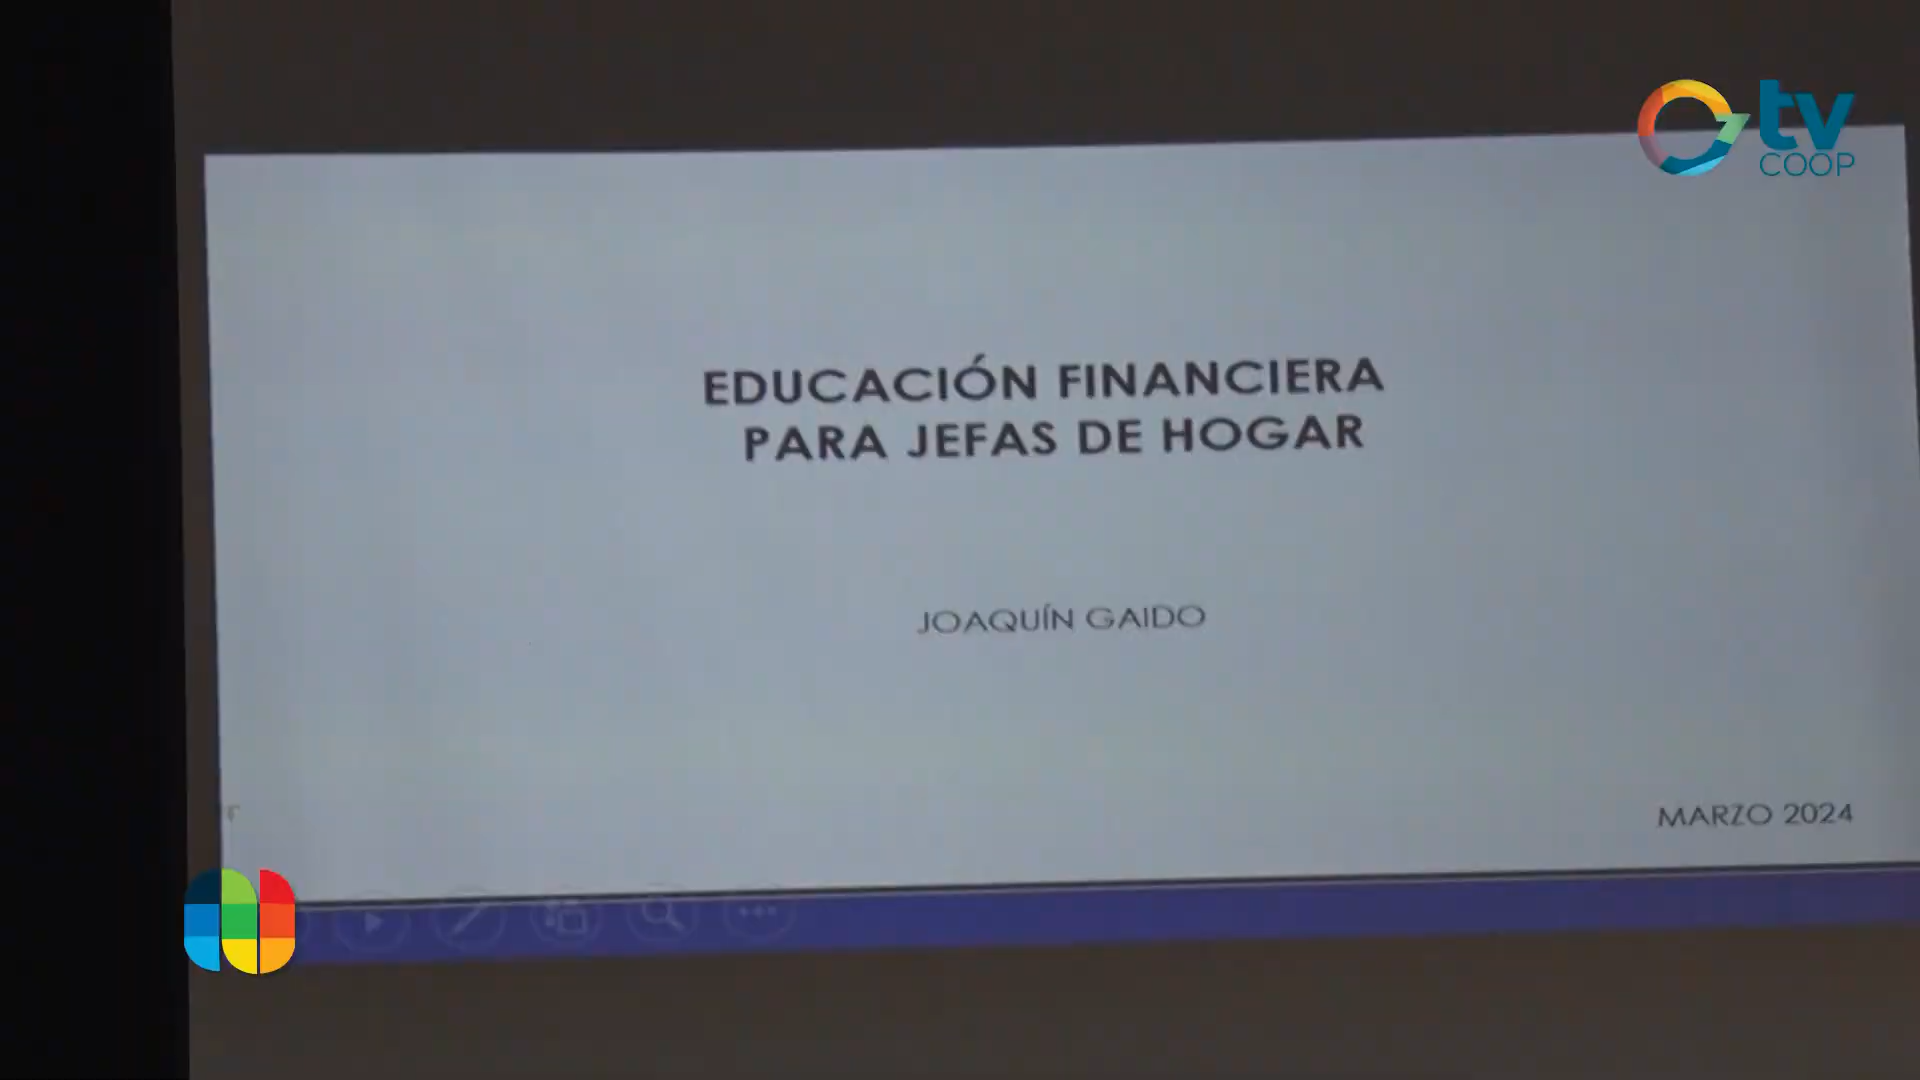 tv
COOP
EDUCACIÓN FINANCIERA
PARA JEFAS DE HOGAR
JOAQUÍN GAIDO
MARZO 2024